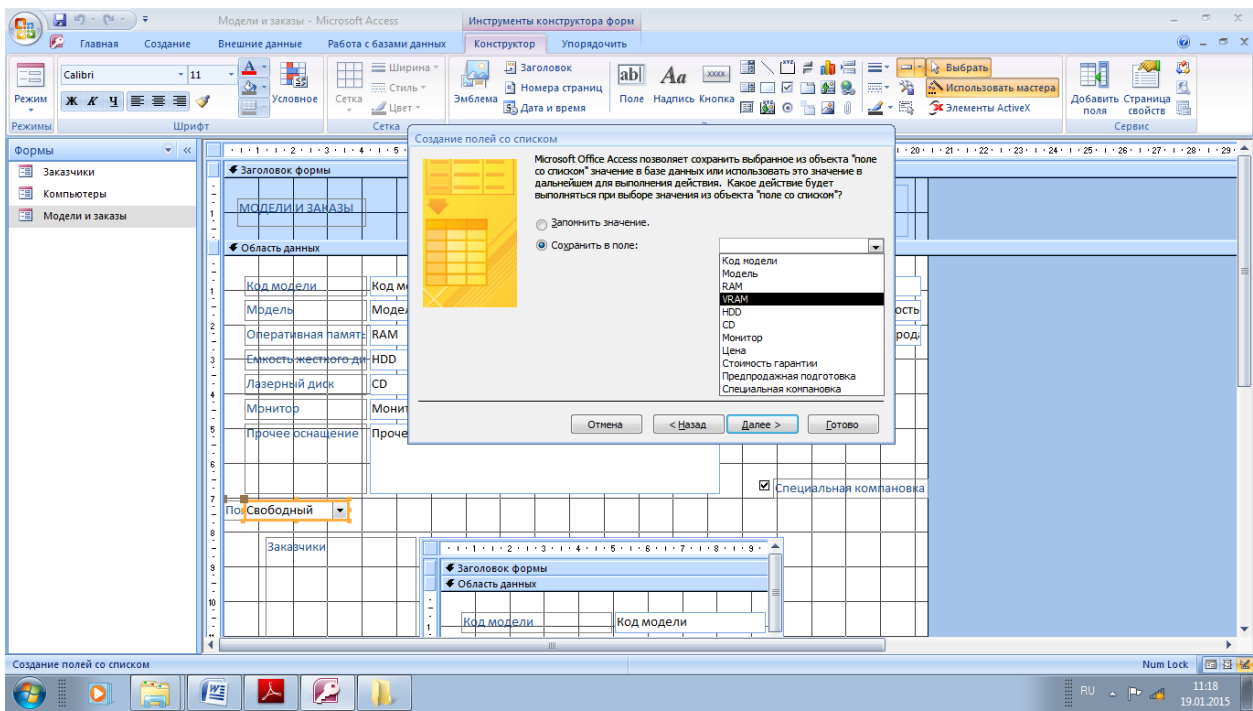 Модели и заказы - Microsoft Access
Инструменты конструктора форм
Главная Создание Внешние данные Работа с базами данных Конструктор Упорядочить
Режим
Режимы
Calibri 11
Ж К Ч
Условное
Шрифт
Сетка
Ширина
Стиль
Цвет
Сетка
Эмблема
Заголовок
Номера страниц
Дата и время
ab|
Поле
Aa
Надпись
XXXX
Кнопка
Выбрать
Использовать мастера
Элементы ActiveX
Добавить поля
Страница свойств
Сервис
Формы
Заказчики
Компьютеры
Модели и заказы
Заголовок формы
МОДЕЛИ И ЗАКАЗЫ
Область данных
Код модели
Модель
Оперативная память RAM
Емкость жесткого ди HDD
Лазерный диск CD
Монитор
Прочее оснащение
Специальная компановка
Свободный
Заказчики
Заголовок формы
Область данных
Код модели Код модели
Создание полей со списком
Microsoft Office Access позволяет сохранить выбранное из объекта "поле
со списком" значение в базе данных или использовать это значение в
дальнейшем для выполнения действия. Какое действие будет
выполняться при выборе значения из объекта "поле со списком"?
Запомнить значение.
Сохранить в поле:
Код модели
Модель
RAM
VRAM
HDD
CD
Монитор
Цена
Стоимость гарантии
Предпродажная подготовка
Специальная компановка
Отмена < Назад Далее > Готово
Создание полей со списком
Num Lock
RU
11:18
19.01.2015